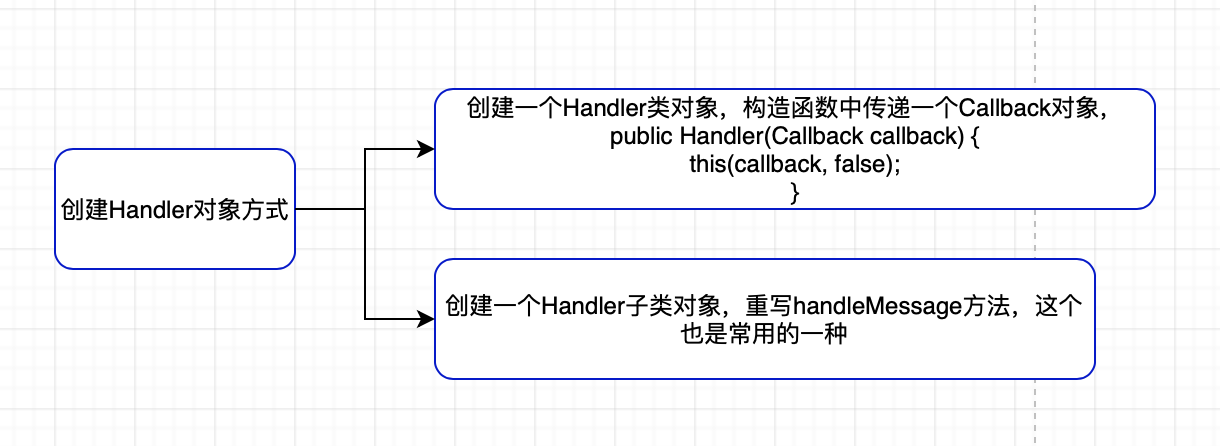 创建Handler对象方式
创建一个Handler类对象，构造函数中传递一个Callback对象，
public Handler(Callback callback) {
this(callback, false);
}
创建一个Handler子类对象，重写handleMessage方法，这个
也是常用的一种